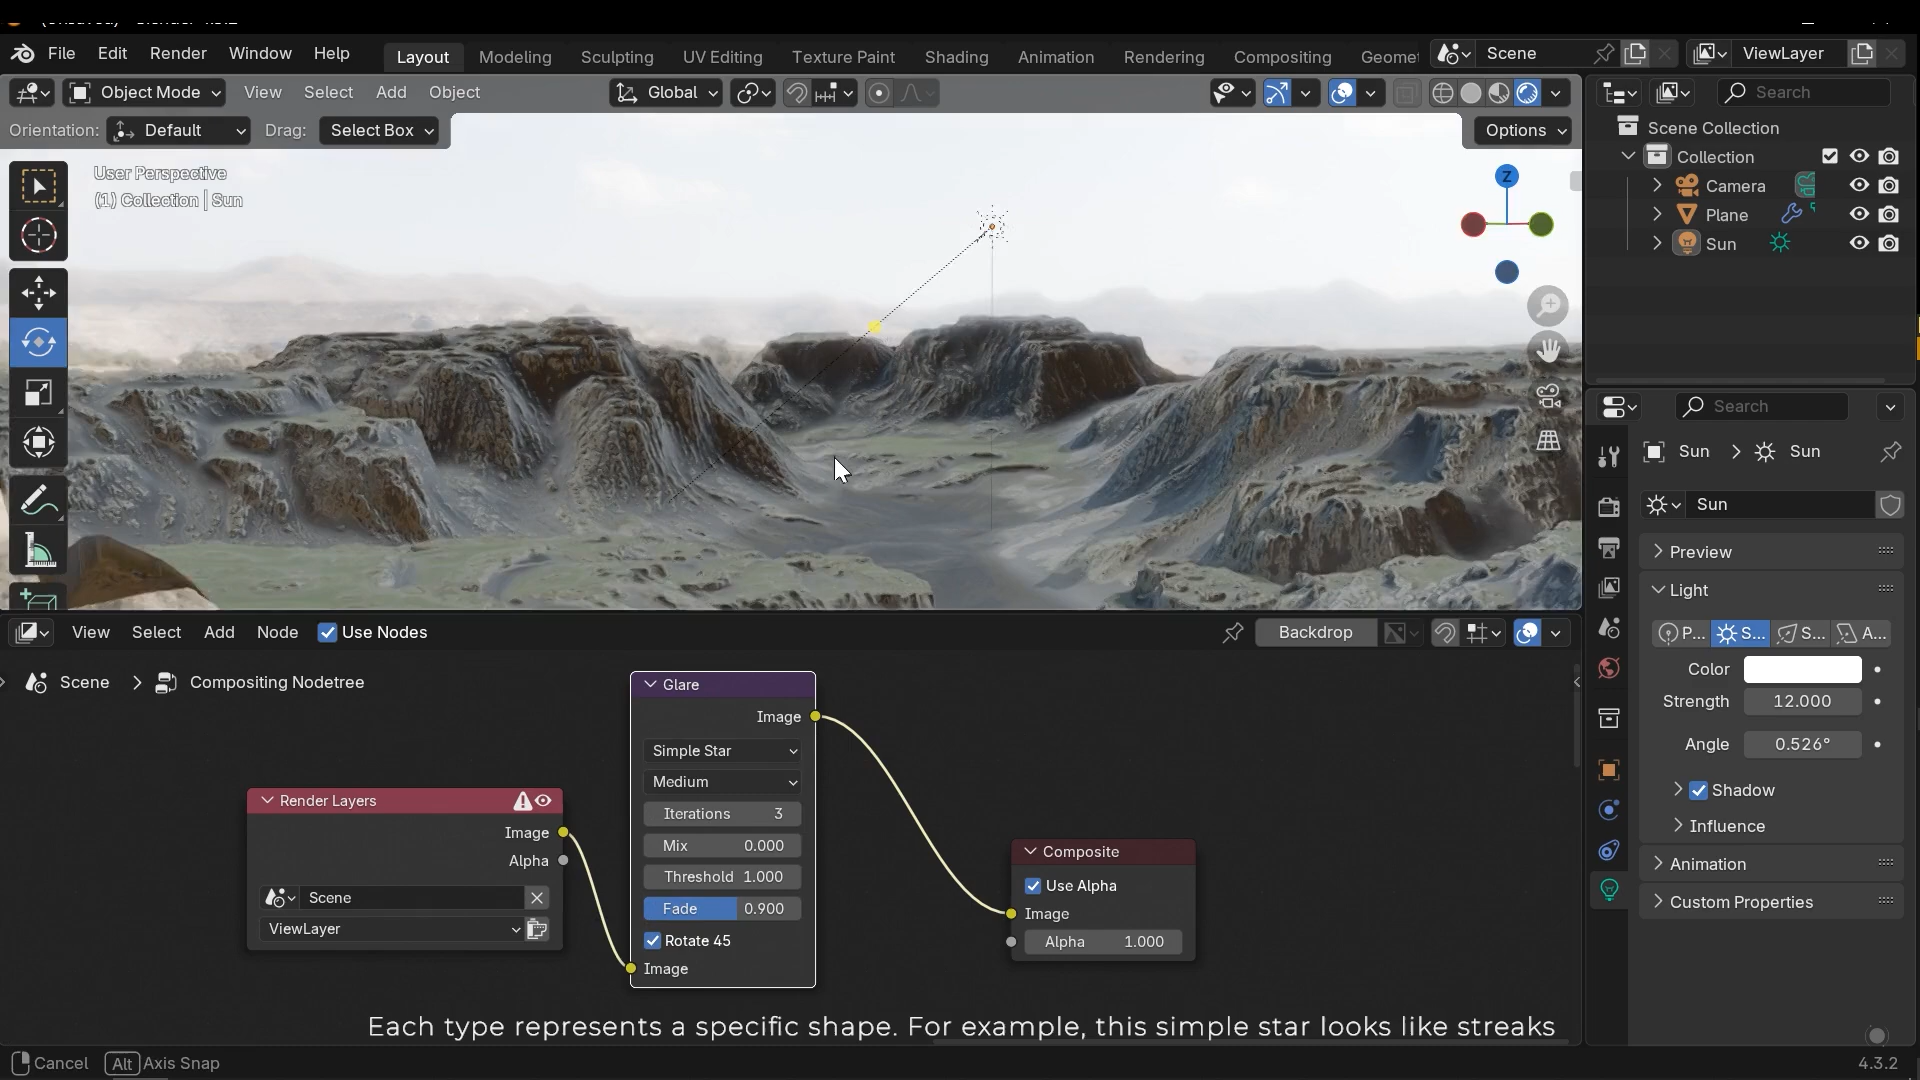 File Edit Render Window Help Layout Modeling Sculpting UV Editing Texture Paint Shading Animation Rendering Compositing Scene ViewLayer
Object Mode View Select Add Object Global Search
Orientation: Default Drag: Select Box Options
User Perspective
(1) Collection | Sun
Z
Scene Collection
Collection
Camera
Plane
Sun
Search
Sun > Sun
Sun
Preview
Light
P... S... S... A...
Color
Strength 12.000
Angle 0.526°
Shadow
Influence
Animation
Custom Properties
View Select Add Node Use Nodes Backdrop
Scene > Compositing Nodetree
Glare
Image
Simple Star
Medium
Iterations 3
Mix 0.000
Threshold 1.000
Fade 0.900
Rotate 45
Image
Render Layers
Image
Alpha
Scene
ViewLayer
Composite
Use Alpha
Image
Alpha 1.000
Each type represents a specific shape. For example, this simple star looks like streaks
Cancel Alt Axis Snap 4.3.2